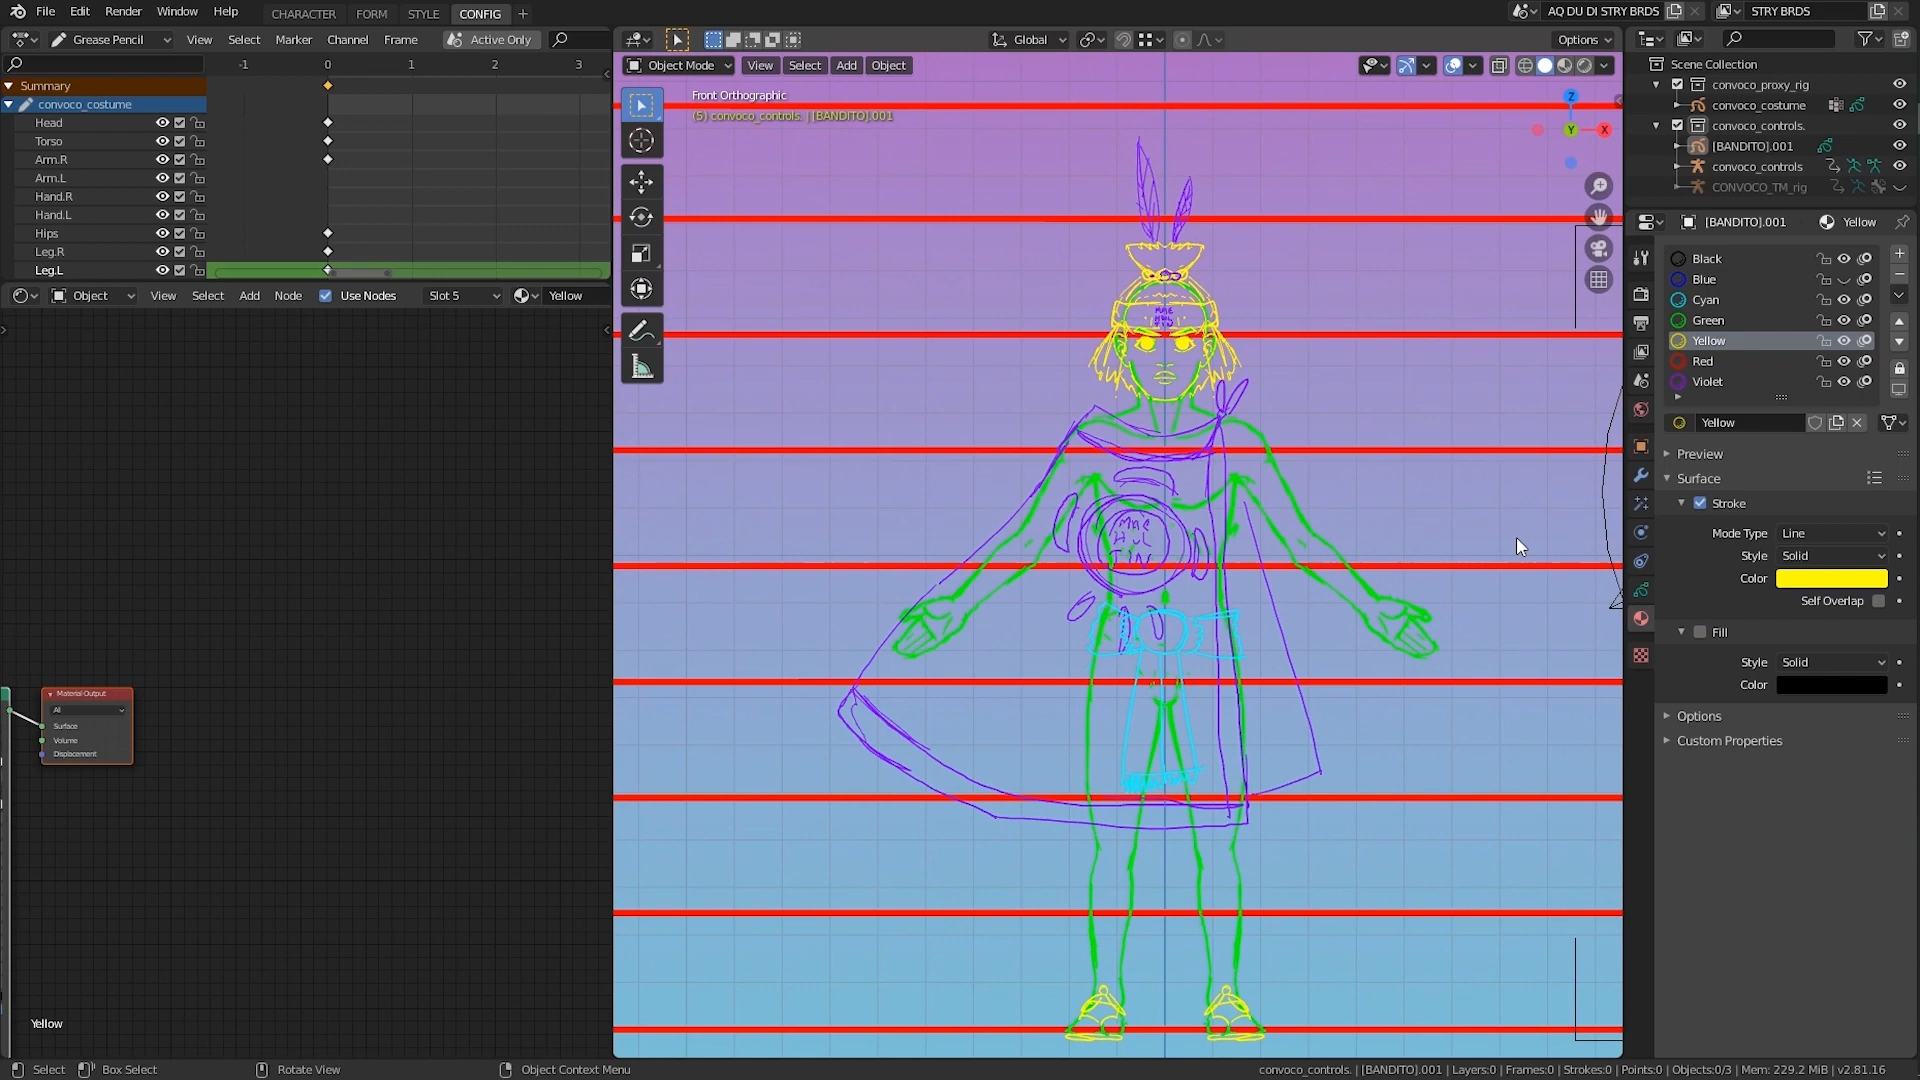 File Edit Render Window Help CHARACTER FORM STYLE CONFIG + AQ DU DI STRY BRDS STRY BRDS
Grease Pencil View Select Marker Channel Frame Active Only Global Options
-1 0 1 2 3
Object Mode View Select Add Object
Summary
convoco_costume
Head
Torso
Arm.R
Arm.L
Hand.R
Hand.L
Hips
Leg.R
Leg.L
Object View Select Add Node Use Nodes Slot 5 Yellow
Material Output
All
Surface
Volume
Displacement
Yellow
Front Orthographic
(5) convoco_controls. | [BANDITO].001
Z
Y
X
MAE
HUL
TIN
Scene Collection
convoco_proxy_rig
convoco_costume
convoco_controls.
[BANDITO].001
convoco_controls
CONVOCO_TM_rig
[BANDITO].001 Yellow
Black
Blue
Cyan
Green
Yellow
Red
Violet
Yellow
Preview
Surface
Stroke
Mode Type Line
Style Solid
Color
Self Overlap
Fill
Style Solid
Color
Options
Custom Properties
Select Box Select Rotate View Object Context Menu convoco_controls. | [BANDITO].001 | Layers:0 | Frames:0 | Strokes:0 | Points:0 | Objects:0/3 | Mem: 229.2 MiB | v2.81.16